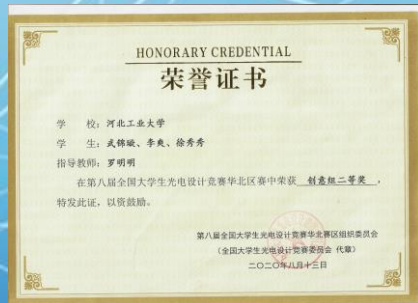 HONORARY CREDENTIAL
荣誉证书
学 校：河北工业大学
学 生：武锦璇、李爽、徐秀秀
指导教师：罗明明
在第八届全国大学生光电设计竞赛华北区赛中荣获 创意组二等奖 ，
特发此证，以资鼓励。
第八届全国大学生光电设计竞赛华北赛区组织委员会
（全国大学生光电设计竞赛委员会 代章）
二〇二〇年八月十三日